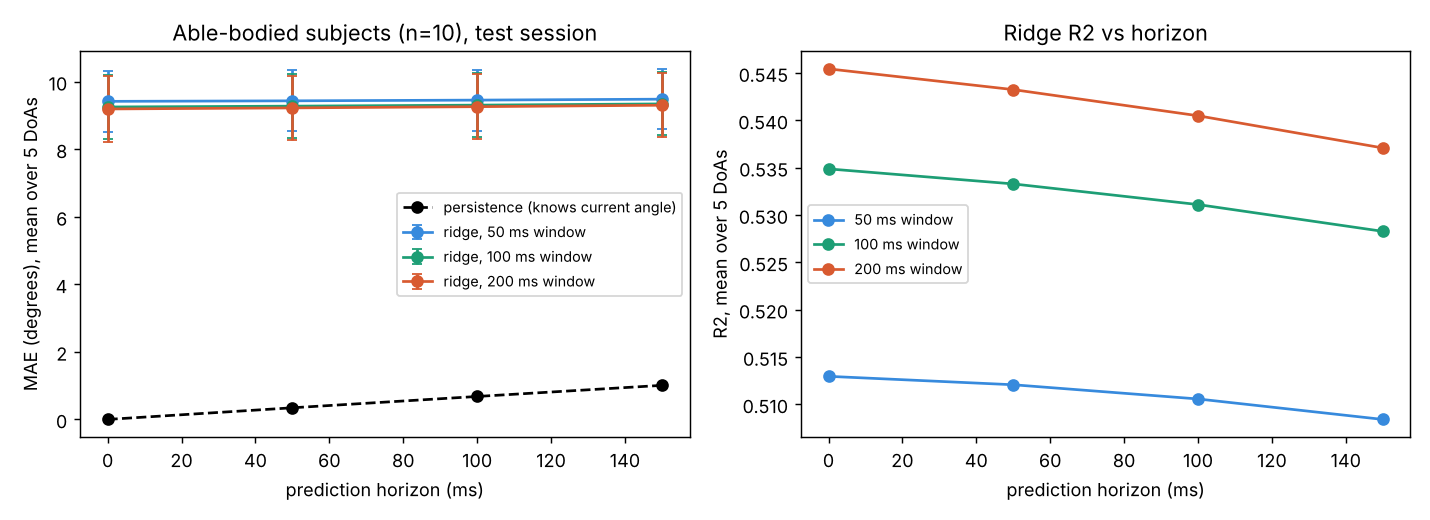 Able-bodied subjects (n=10), test session
MAE (degrees), mean over 5 DoAs
10
8
6
4
2
0
persistence (knows current angle)
ridge, 50 ms window
ridge, 100 ms window
ridge, 200 ms window
0 20 40 60 80 100 120 140
prediction horizon (ms)
Ridge R2 vs horizon
R2, mean over 5 DoAs
0.545
0.540
0.535
0.530
0.525
0.520
0.515
0.510
50 ms window
100 ms window
200 ms window
0 20 40 60 80 100 120 140
prediction horizon (ms)